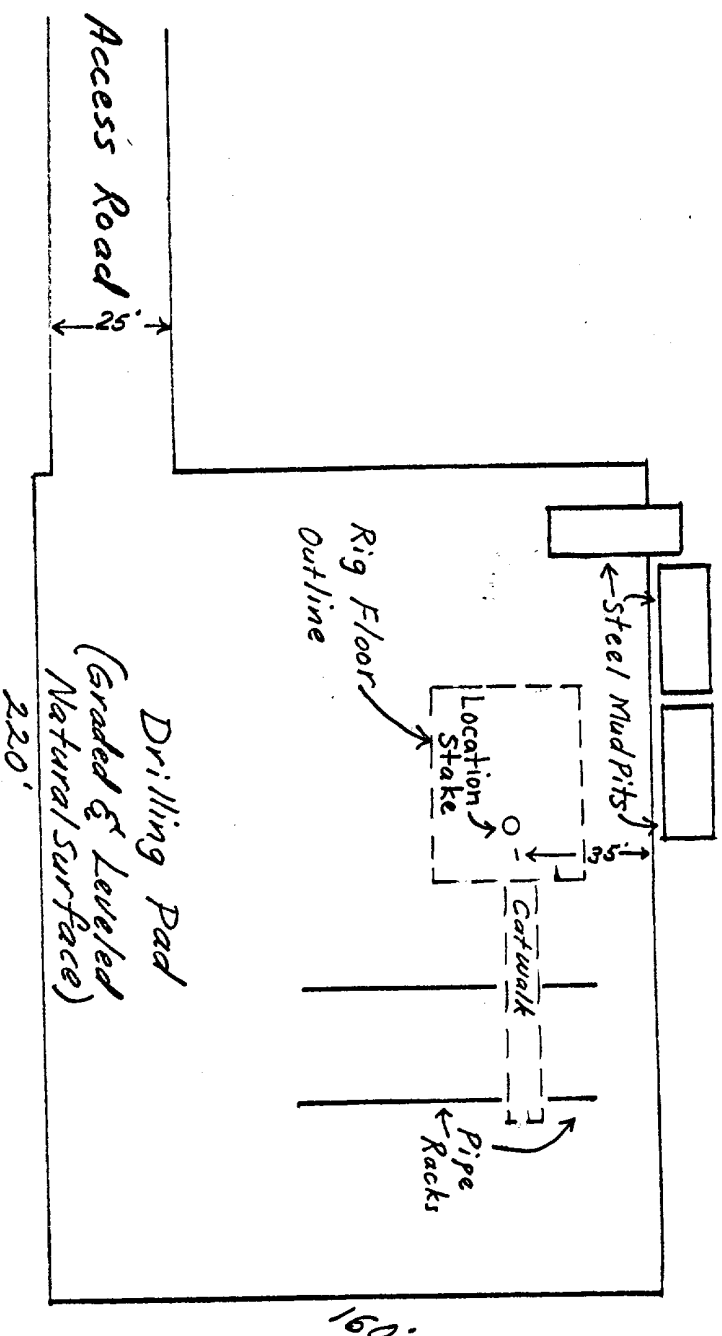 Access Road
25'
Rig Floor
Outline
Steel Mud Pits
Location
Stake
35'
Catwalk
Pipe
Racks
Drilling Pad
(Graded & Leveled
Natural Surface)
220'
160'